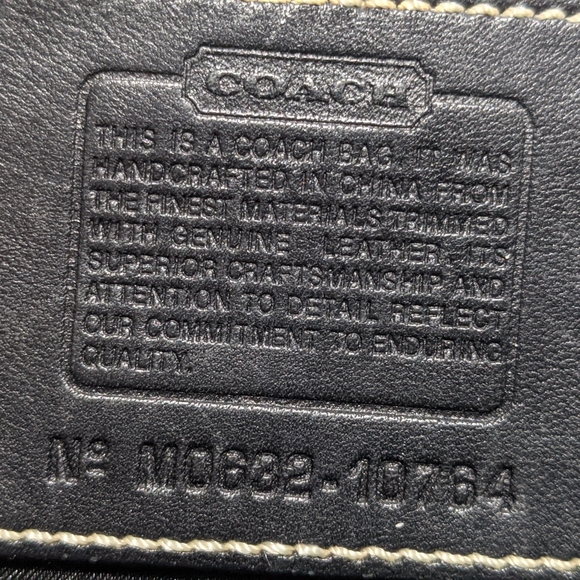 COACH
THIS IS A COACH BAG. IT WAS
HANDCRAFTED IN CHINA FROM
THE FINEST MATERIALS TRIMMED
WITH GENUINE LEATHER. ITS
SUPERIOR CRAFTSMANSHIP AND
ATTENTION TO DETAIL REFLECT
OUR COMMITMENT TO ENDURING
QUALITY.
Nº M0632-10764